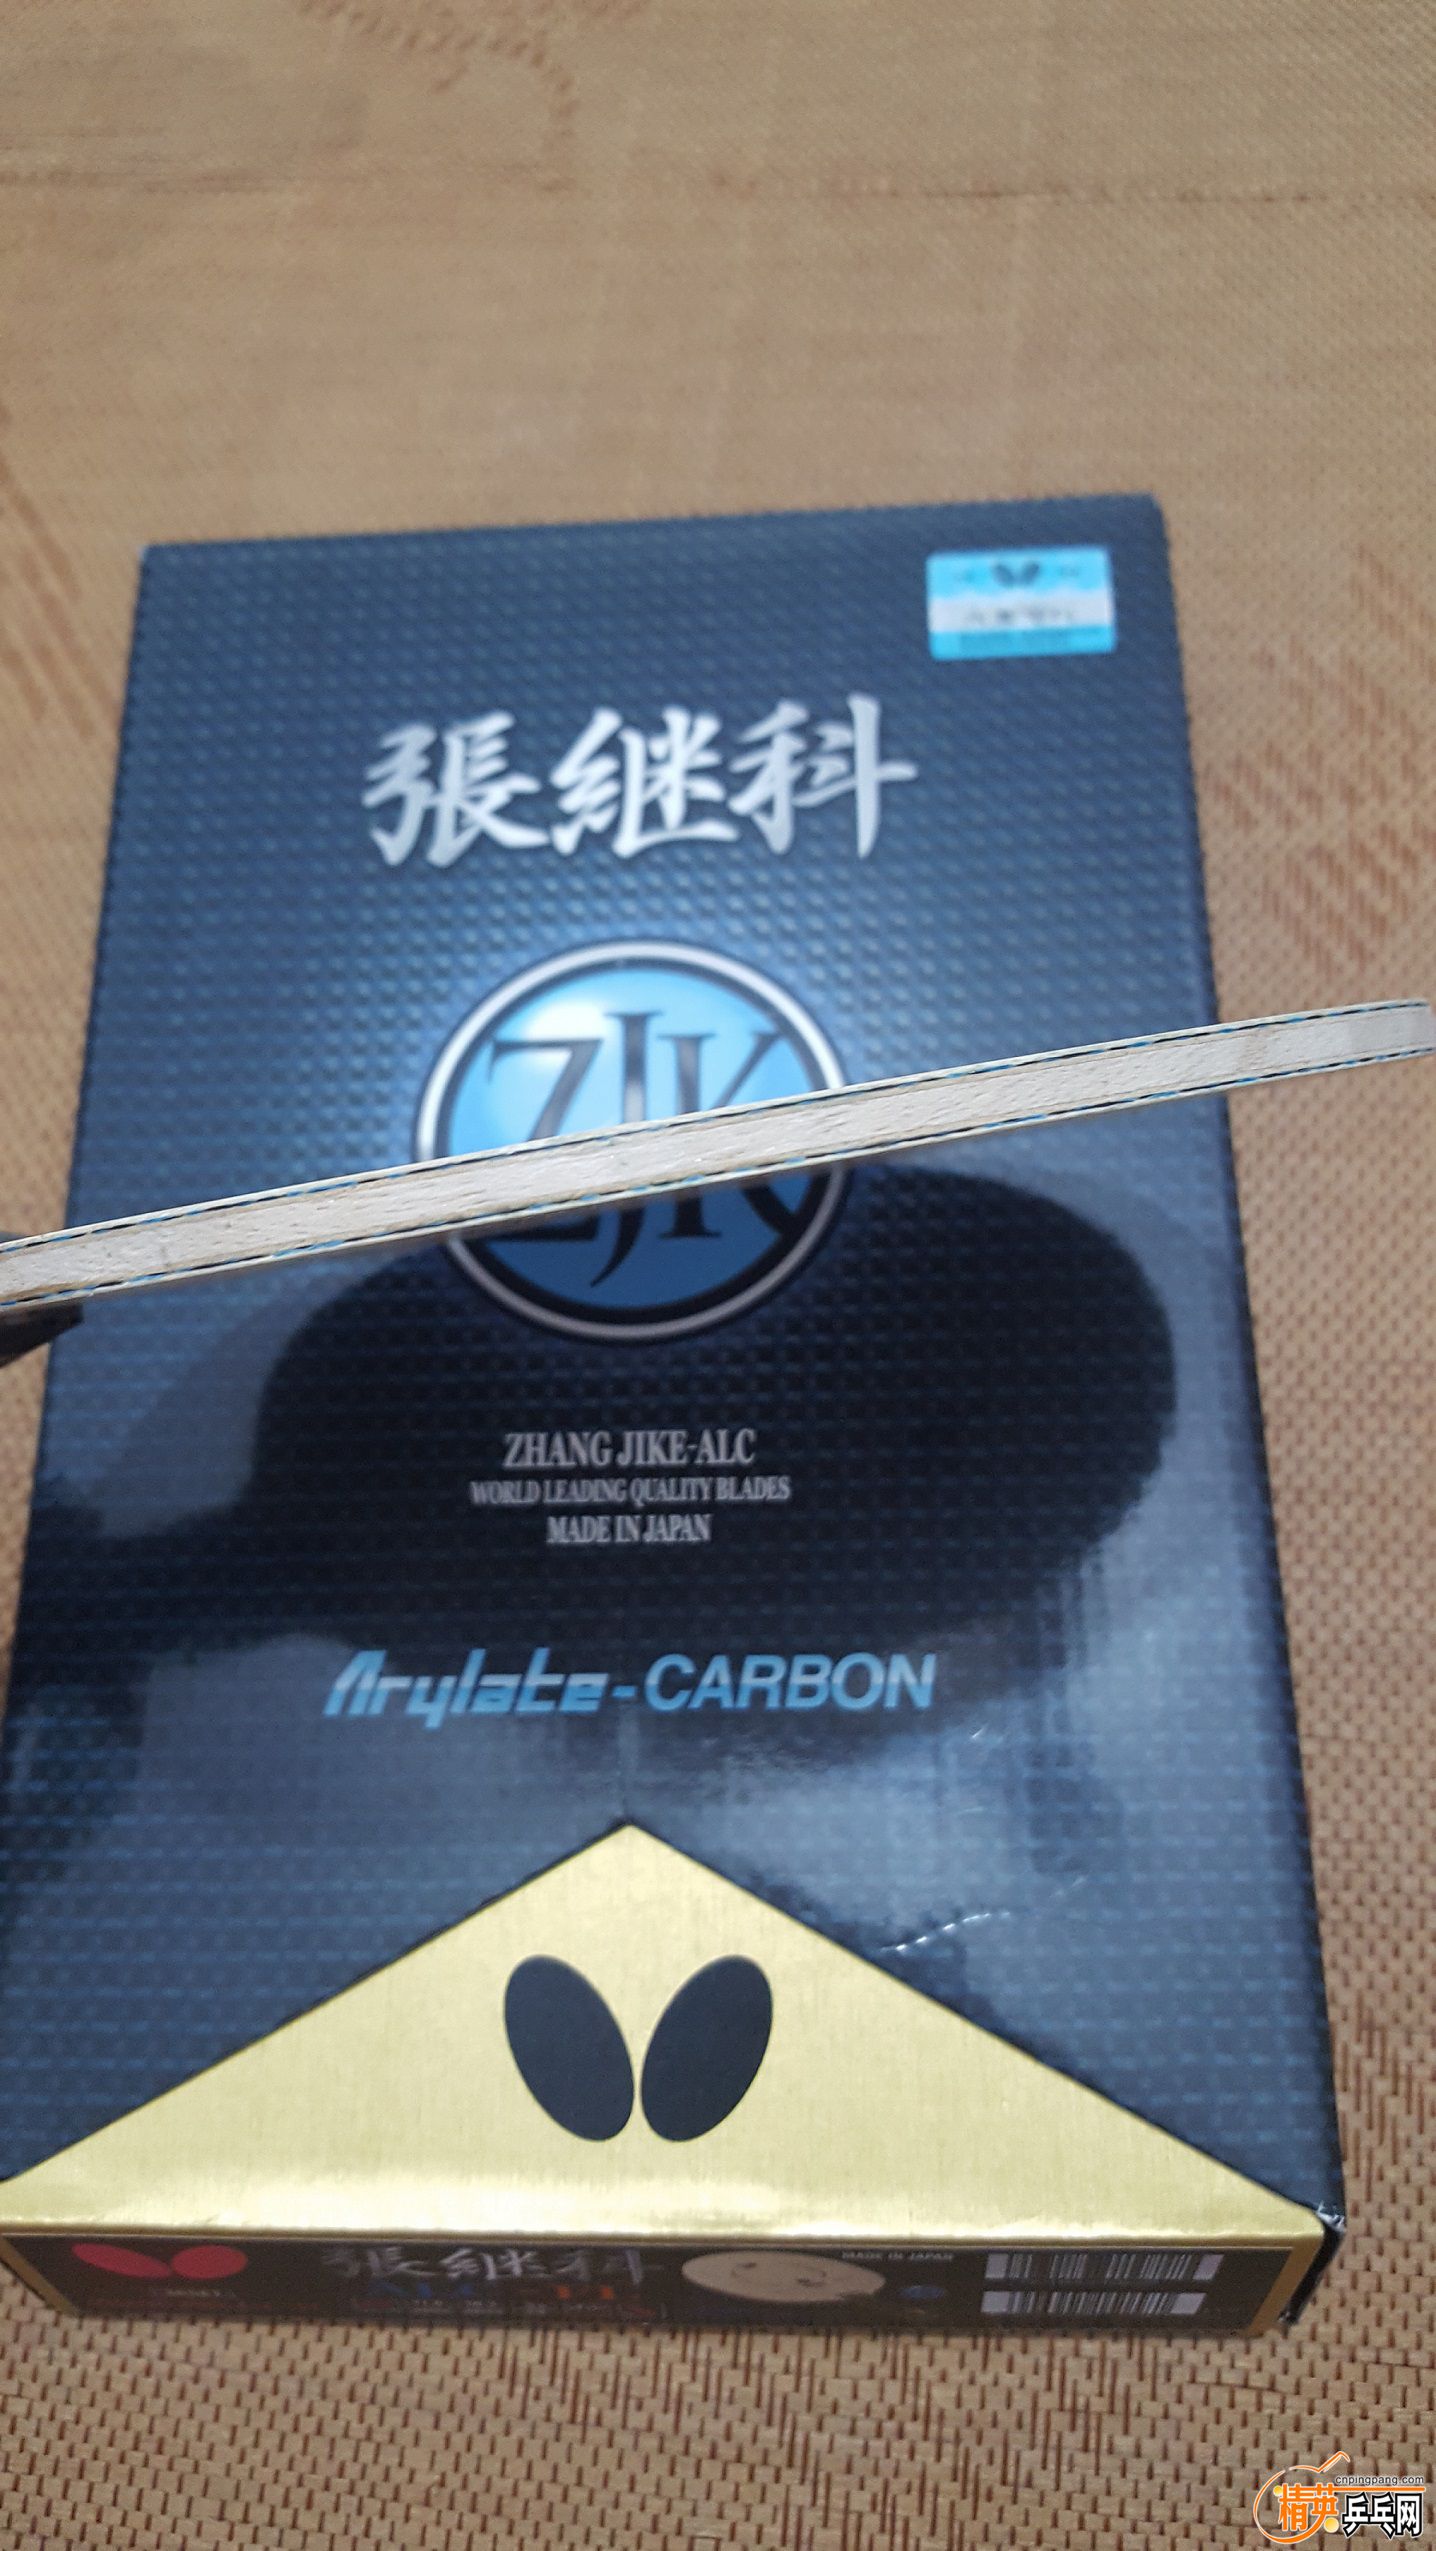 張継科
ZJK
ZHANG JIKE-ALC
WORLD LEADING QUALITY BLADES
MADE IN JAPAN
Arylate-CARBON
張継科
MADE IN JAPAN
cnpingpang.com
精英乒乓网